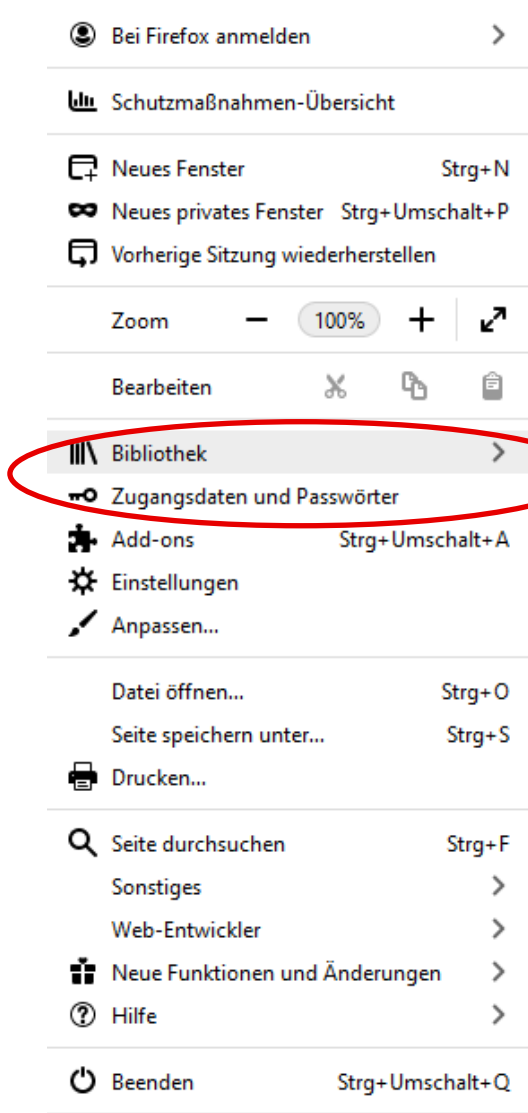 Bei Firefox anmelden
Schutzmaßnahmen-Übersicht
Neues Fenster Strg+N
Neues privates Fenster Strg+Umschalt+P
Vorherige Sitzung wiederherstellen
Zoom 100%
Bearbeiten
Bibliothek
Zugangsdaten und Passwörter
Add-ons Strg+Umschalt+A
Einstellungen
Anpassen...
Datei öffnen... Strg+O
Seite speichern unter... Strg+S
Drucken...
Seite durchsuchen Strg+F
Sonstiges
Web-Entwickler
Neue Funktionen und Änderungen
Hilfe
Beenden Strg+Umschalt+Q